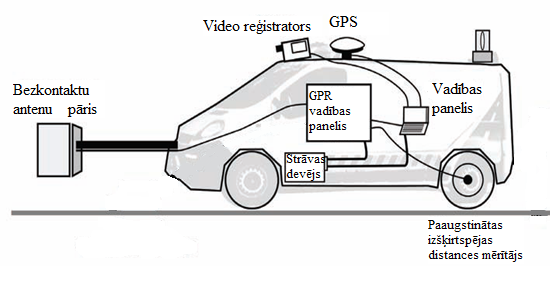 Video reģistrators
GPS
Bezkontaktu
antenu pāris
GPR
vadības
panelis
Vadības
panelis
Strāvas
devējs
Paaugstinātas
izšķirtspējas
distances mērītājs